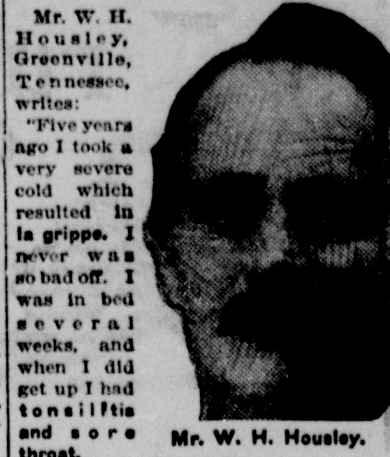 Mr. W. H.
Housley,
Greenville,
Tennessee,
writes:
"Five years
ago I took a
very severe
cold which
resulted in
la grippe. I
never was
so bad off. I
was in bed
several
weeks, and
when I did
get up I had
tonsilitis
and sore
throat.
Mr. W. H. Housley.